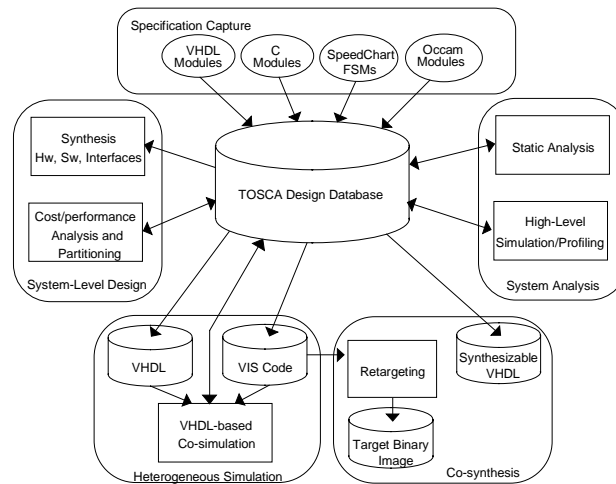 Specification Capture
VHDL
Modules
C
Modules
SpeedChart
FSMs
Occam
Modules
Synthesis
Hw, Sw, Interfaces
Cost/performance
Analysis and
Partitioning
System-Level Design
TOSCA Design Database
Static Analysis
High-Level
Simulation/Profiling
System Analysis
VHDL
VIS Code
VHDL-based
Co-simulation
Heterogeneous Simulation
Retargeting
Synthesizable
VHDL
Target Binary
Image
Co-synthesis